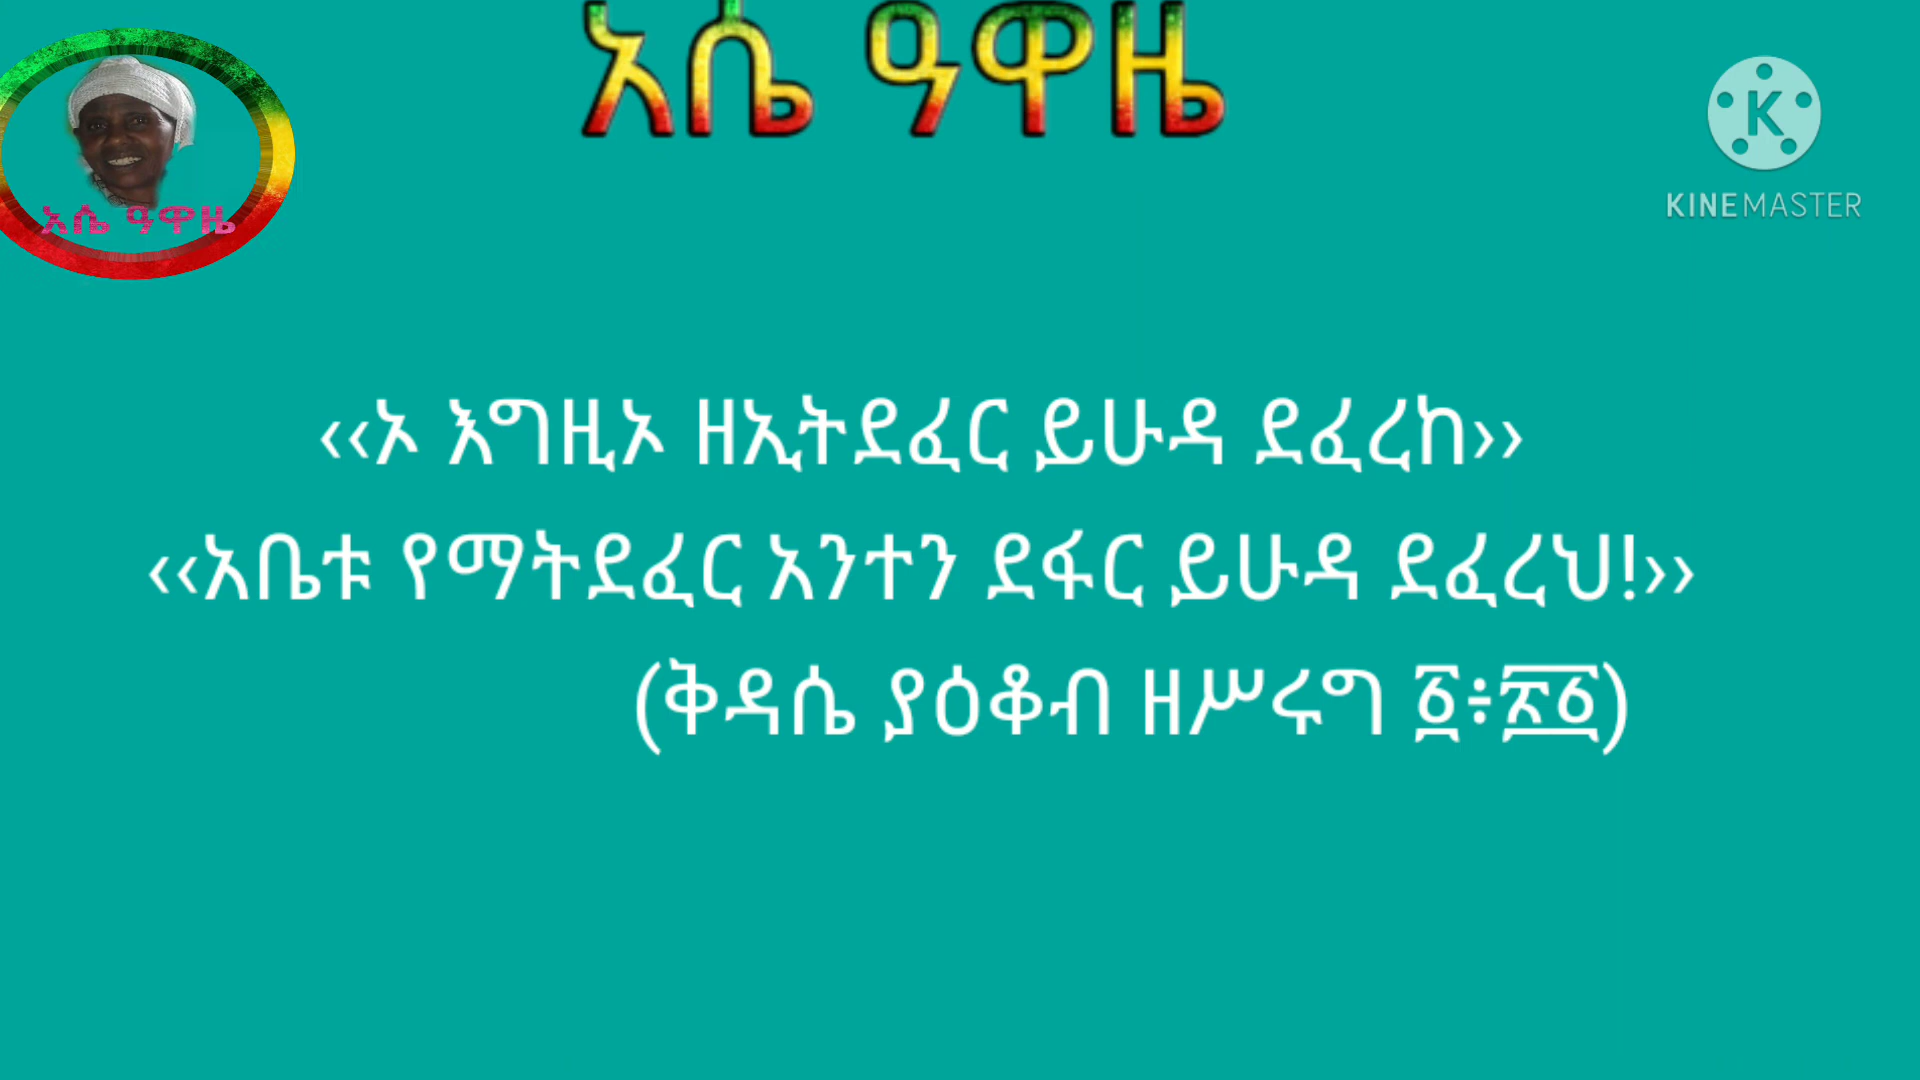 አሴ ዓዋዜ
አሴ ዓዋዜ
KINEMASTER
‹‹ኦ እግዚኦ ዘኢትደፈር ይሁዳ ደፈረከ››
‹‹አቤቱ የማትደፈር አንተን ደፋር ይሁዳ ደፈረህ!››
(ቅዳሴ ያዕቆብ ዘሥሩግ ፩፥፳፩)